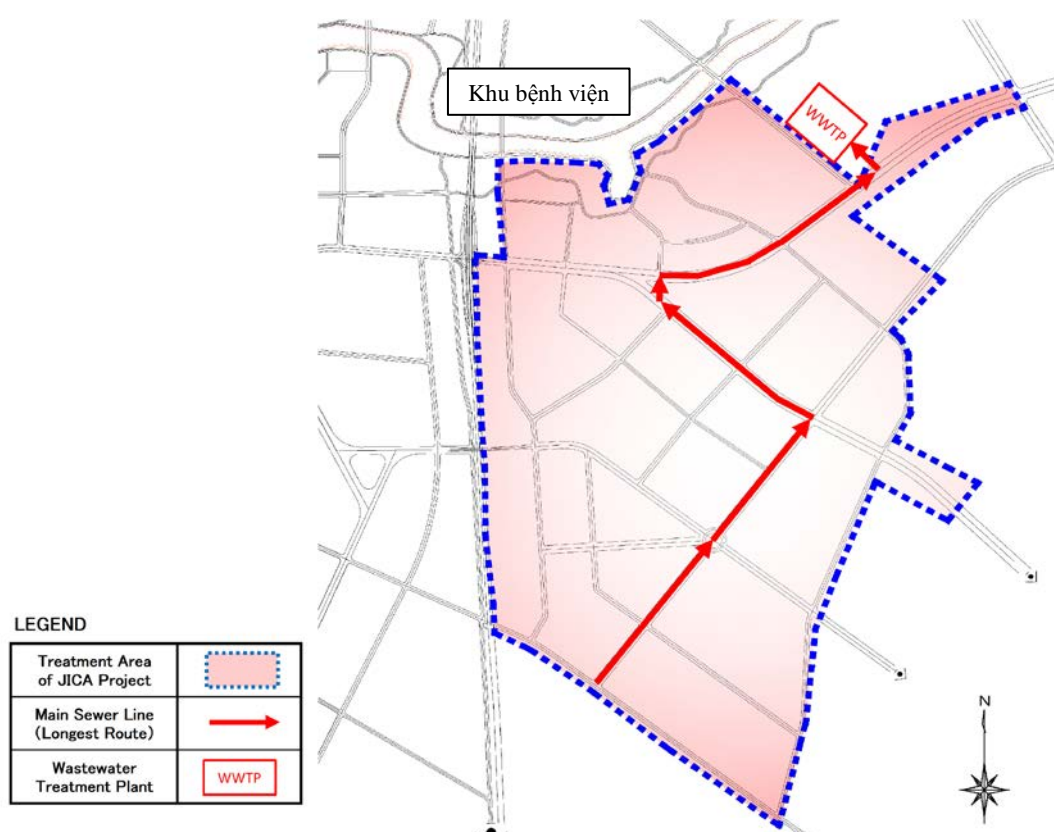 Khu bệnh viện
WWTP
N
LEGEND
Treatment Area
of JICA Project
Main Sewer Line
(Longest Route)
Wastewater
Treatment Plant
WWTP